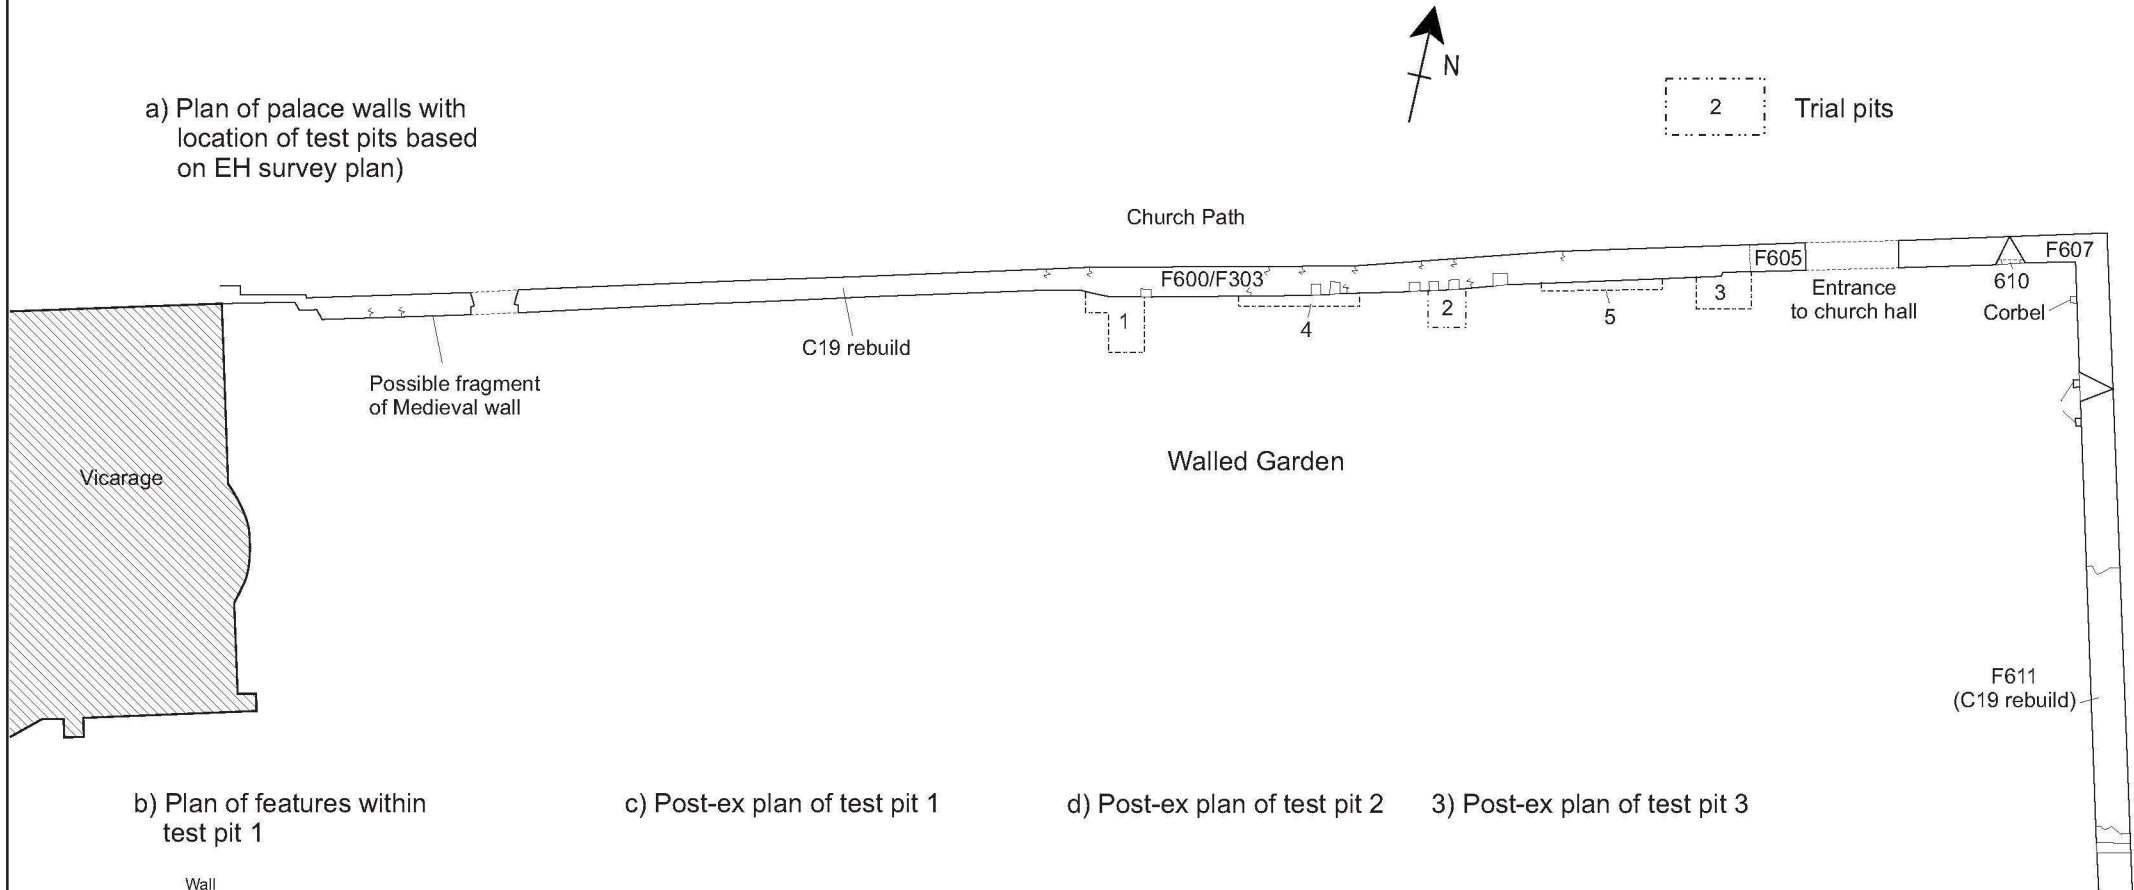 N
a) Plan of palace walls with
location of test pits based
on EH survey plan)
2
Trial pits
Church Path
F600/F303
F605
F607
610
Entrance
to church hall
Corbel
1
4
2
5
3
C19 rebuild
Possible fragment
of Medieval wall
Walled Garden
Vicarage
F611
(C19 rebuild)
b) Plan of features within
test pit 1
c) Post-ex plan of test pit 1
d) Post-ex plan of test pit 2
3) Post-ex plan of test pit 3
Wall